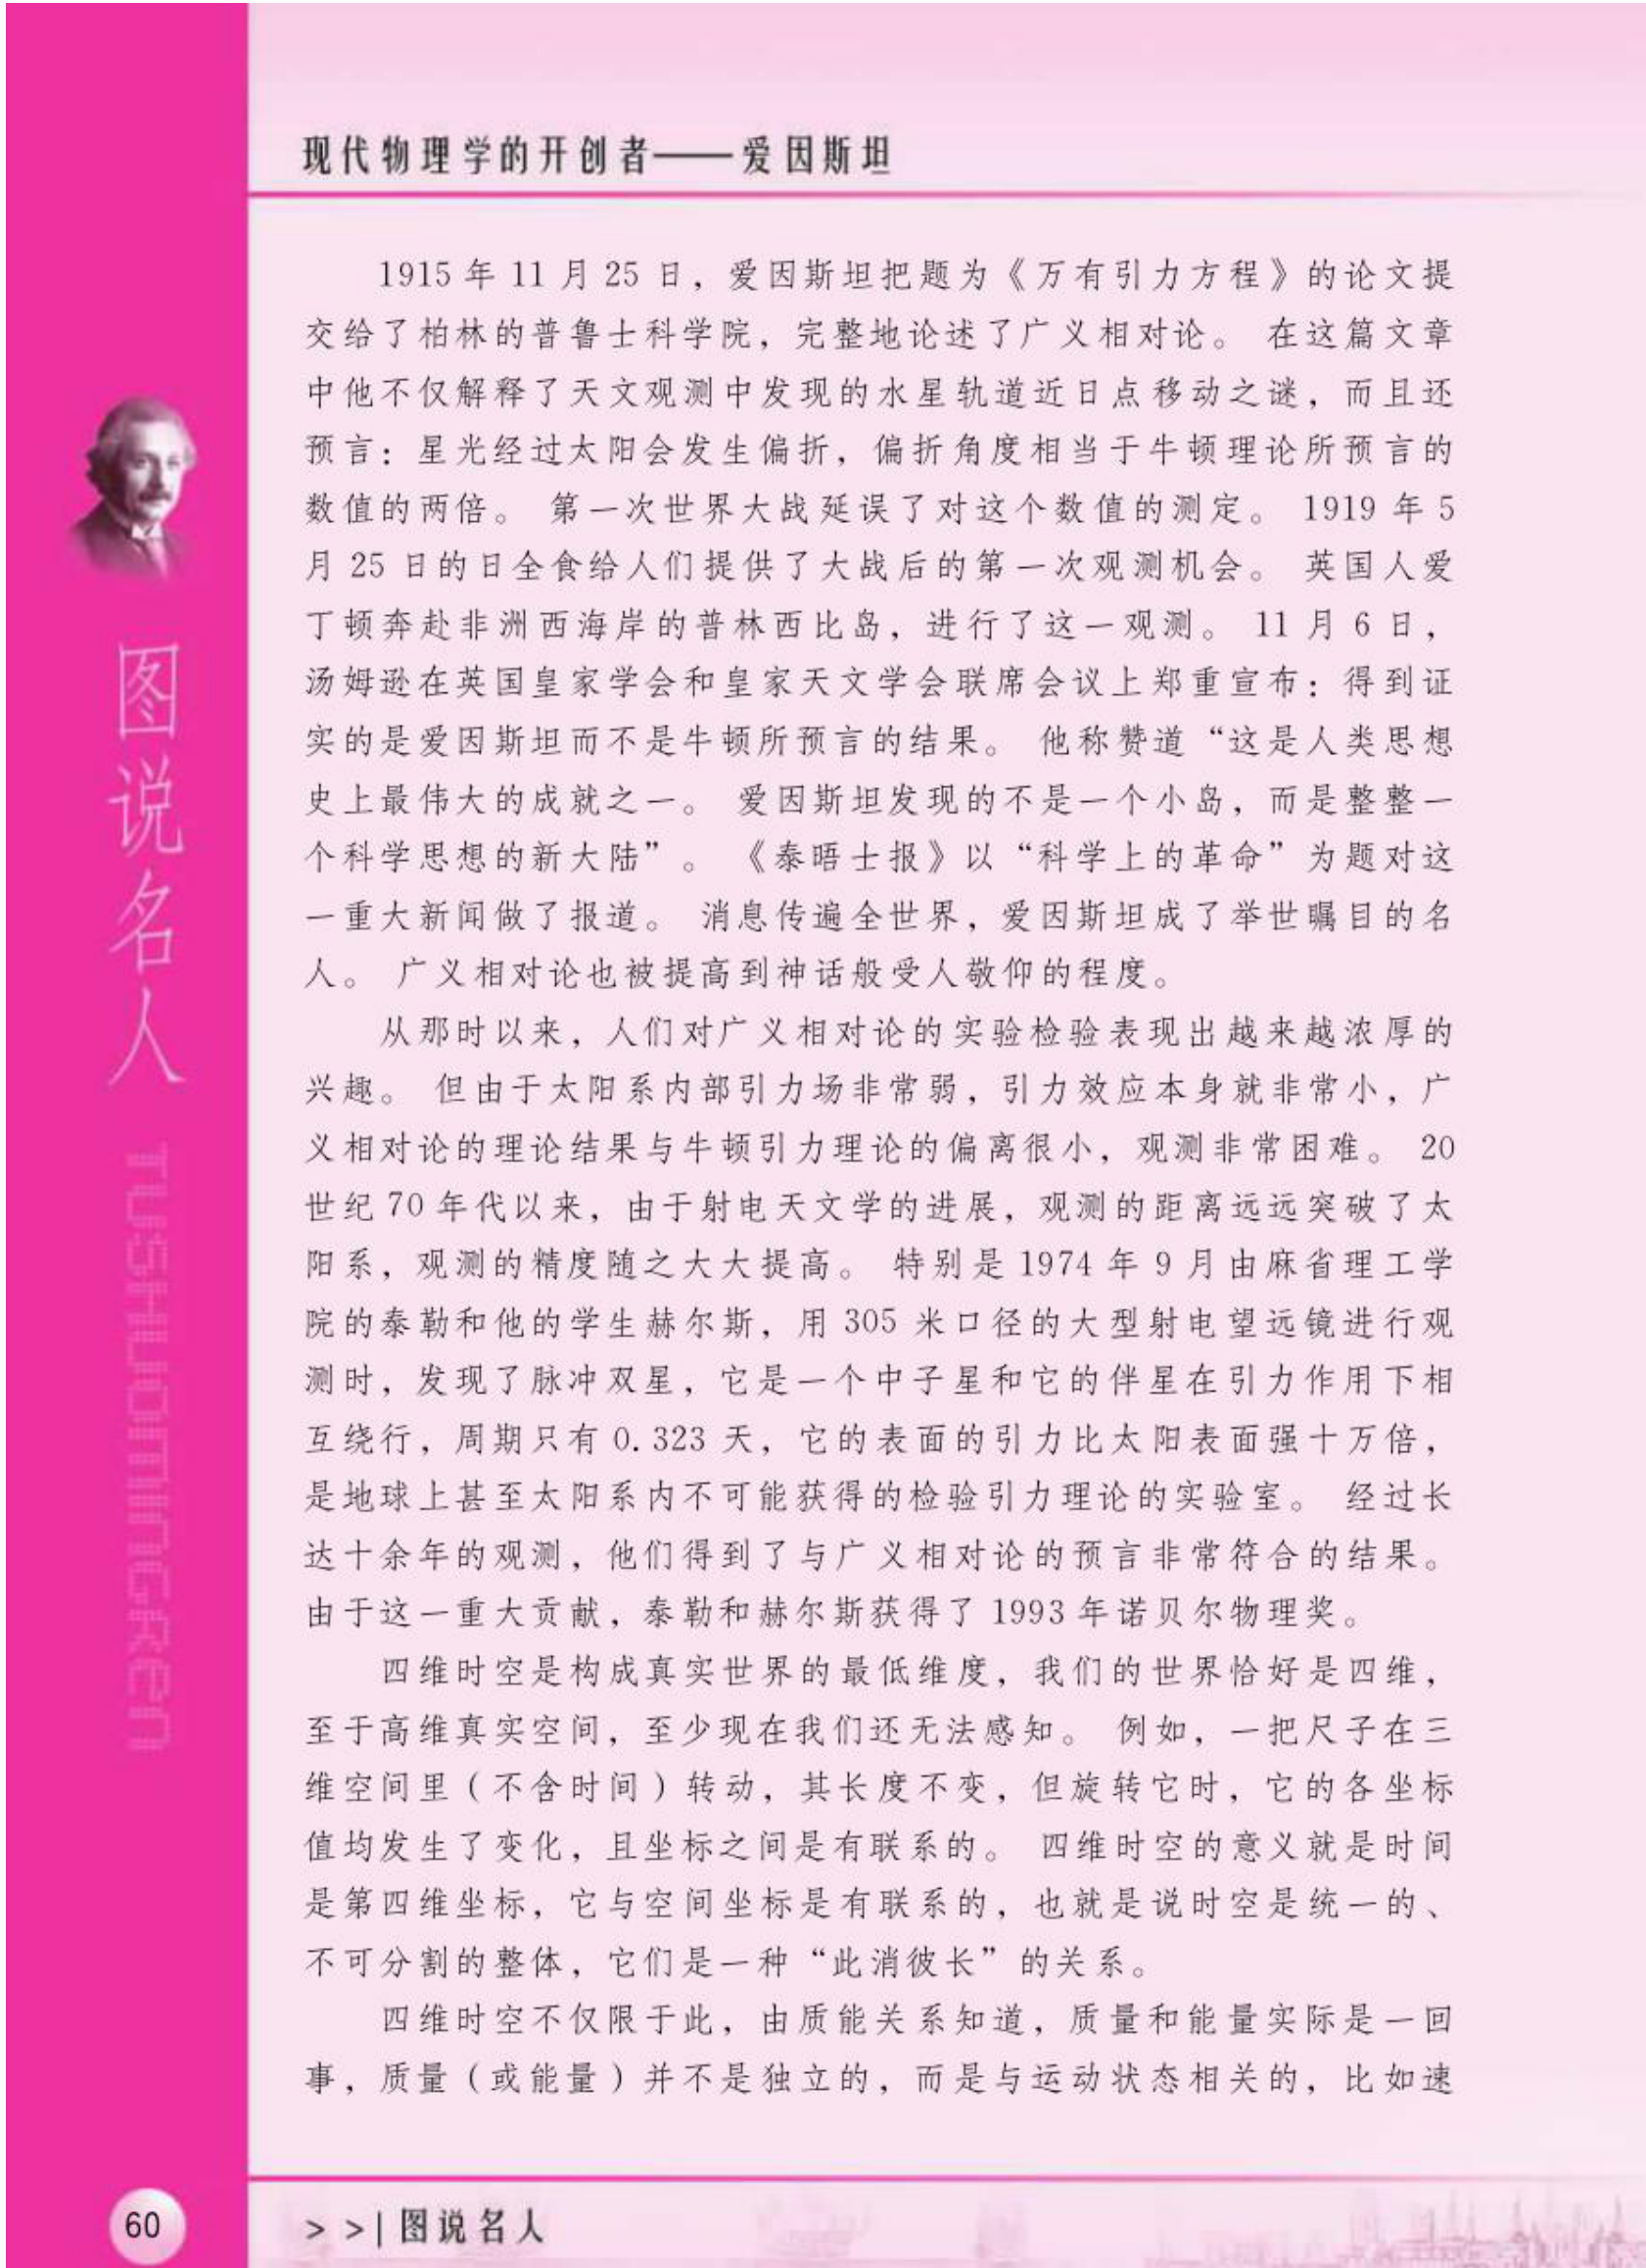 现代物理学的开创者——爱因斯坦
1915 年 11 月 25 日，爱因斯坦把题为《万有引力方程》的论文提
交给了柏林的普鲁士科学院，完整地论述了广义相对论。 在这篇文章
中他不仅解释了天文观测中发现的水星轨道近日点移动之谜，而且还
预言：星光经过太阳会发生偏折，偏折角度相当于牛顿理论所预言的
数值的两倍。 第一次世界大战延误了对这个数值的测定。 1919 年 5
月 25 日的日全食给人们提供了大战后的第一次观测机会。 英国人爱
丁顿奔赴非洲西海岸的普林西比岛，进行了这一观测。 11 月 6 日，
汤姆逊在英国皇家学会和皇家天文学会联席会议上郑重宣布：得到证
实的是爱因斯坦而不是牛顿所预言的结果。 他称赞道“这是人类思想
史上最伟大的成就之一。 爱因斯坦发现的不是一个小岛，而是整整一
个科学思想的新大陆”。 《泰晤士报》以“科学上的革命”为题对这
一重大新闻做了报道。 消息传遍全世界，爱因斯坦成了举世瞩目的名
人。 广义相对论也被提高到神话般受人敬仰的程度。
从那时以来，人们对广义相对论的实验检验表现出越来越浓厚的
兴趣。 但由于太阳系内部引力场非常弱，引力效应本身就非常小，广
义相对论的理论结果与牛顿引力理论的偏离很小，观测非常困难。 20
世纪 70 年代以来，由于射电天文学的进展，观测的距离远远突破了太
阳系，观测的精度随之大大提高。 特别是 1974 年 9 月由麻省理工学
院的泰勒和他的学生赫尔斯，用 305 米口径的大型射电望远镜进行观
测时，发现了脉冲双星，它是一个中子星和它的伴星在引力作用下相
互绕行，周期只有 0.323 天，它的表面的引力比太阳表面强十万倍，
是地球上甚至太阳系内不可能获得的检验引力理论的实验室。 经过长
达十余年的观测，他们得到了与广义相对论的预言非常符合的结果。
由于这一重大贡献，泰勒和赫尔斯获得了 1993 年诺贝尔物理奖。
四维时空是构成真实世界的最低维度，我们的世界恰好是四维，
至于高维真实空间，至少现在我们还无法感知。 例如，一把尺子在三
维空间里（不含时间）转动，其长度不变，但旋转它时，它的各坐标
值均发生了变化，且坐标之间是有联系的。 四维时空的意义就是时间
是第四维坐标，它与空间坐标是有联系的，也就是说时空是统一的、
不可分割的整体，它们是一种“此消彼长”的关系。
四维时空不仅限于此，由质能关系知道，质量和能量实际是一回
事，质量（或能量）并不是独立的，而是与运动状态相关的，比如速
图说名人
TUSHUOMINGREN
60
> >| 图说名人